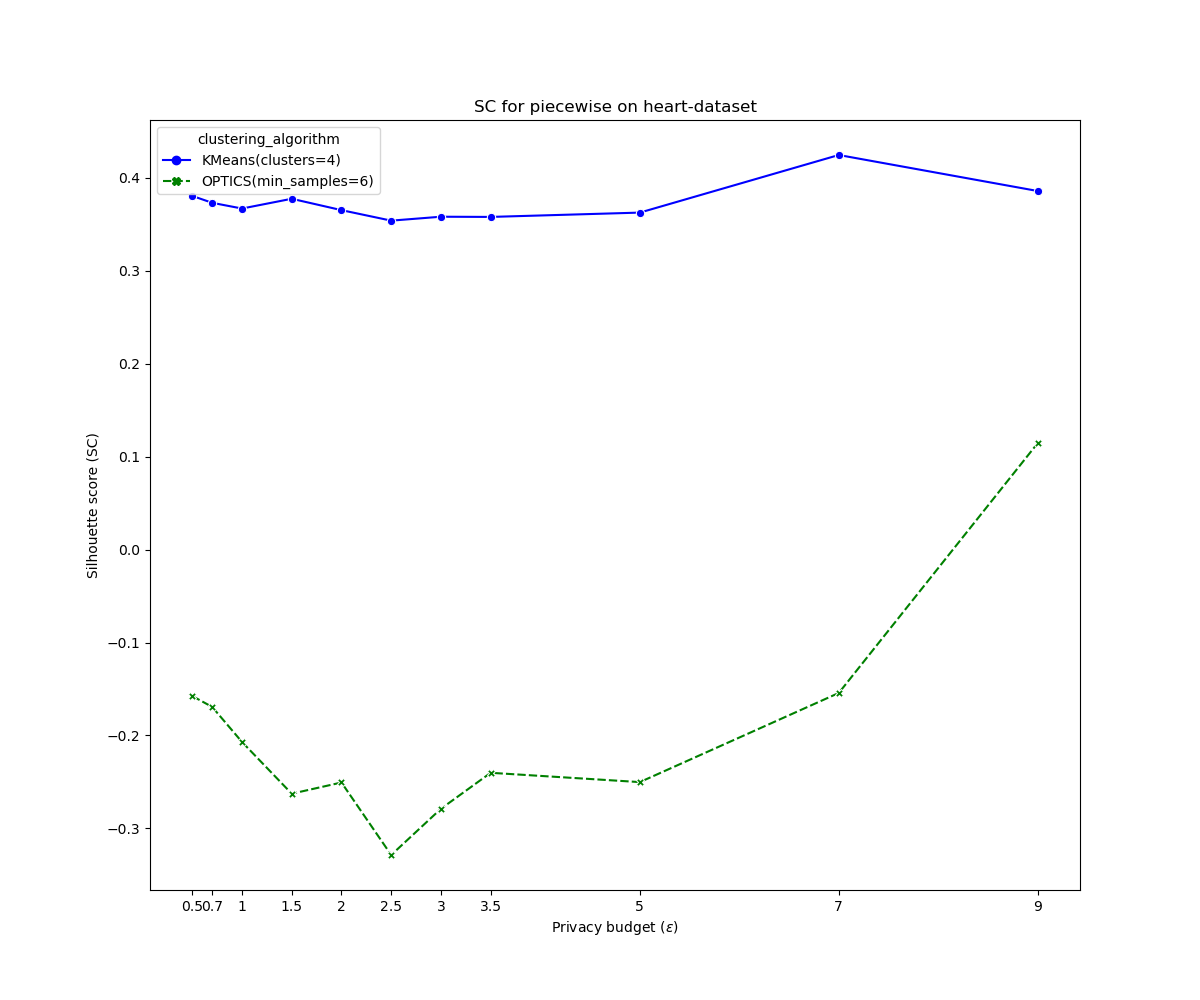 SC for piecewise on heart-dataset
clustering_algorithm
KMeans(clusters=4)
OPTICS(min_samples=6)
0.4
0.3
0.2
0.1
0.0
−0.1
−0.2
−0.3
Silhouette score (SC)
0.5 0.7 1 1.5 2 2.5 3 3.5 5 7 9
Privacy budget (ε)